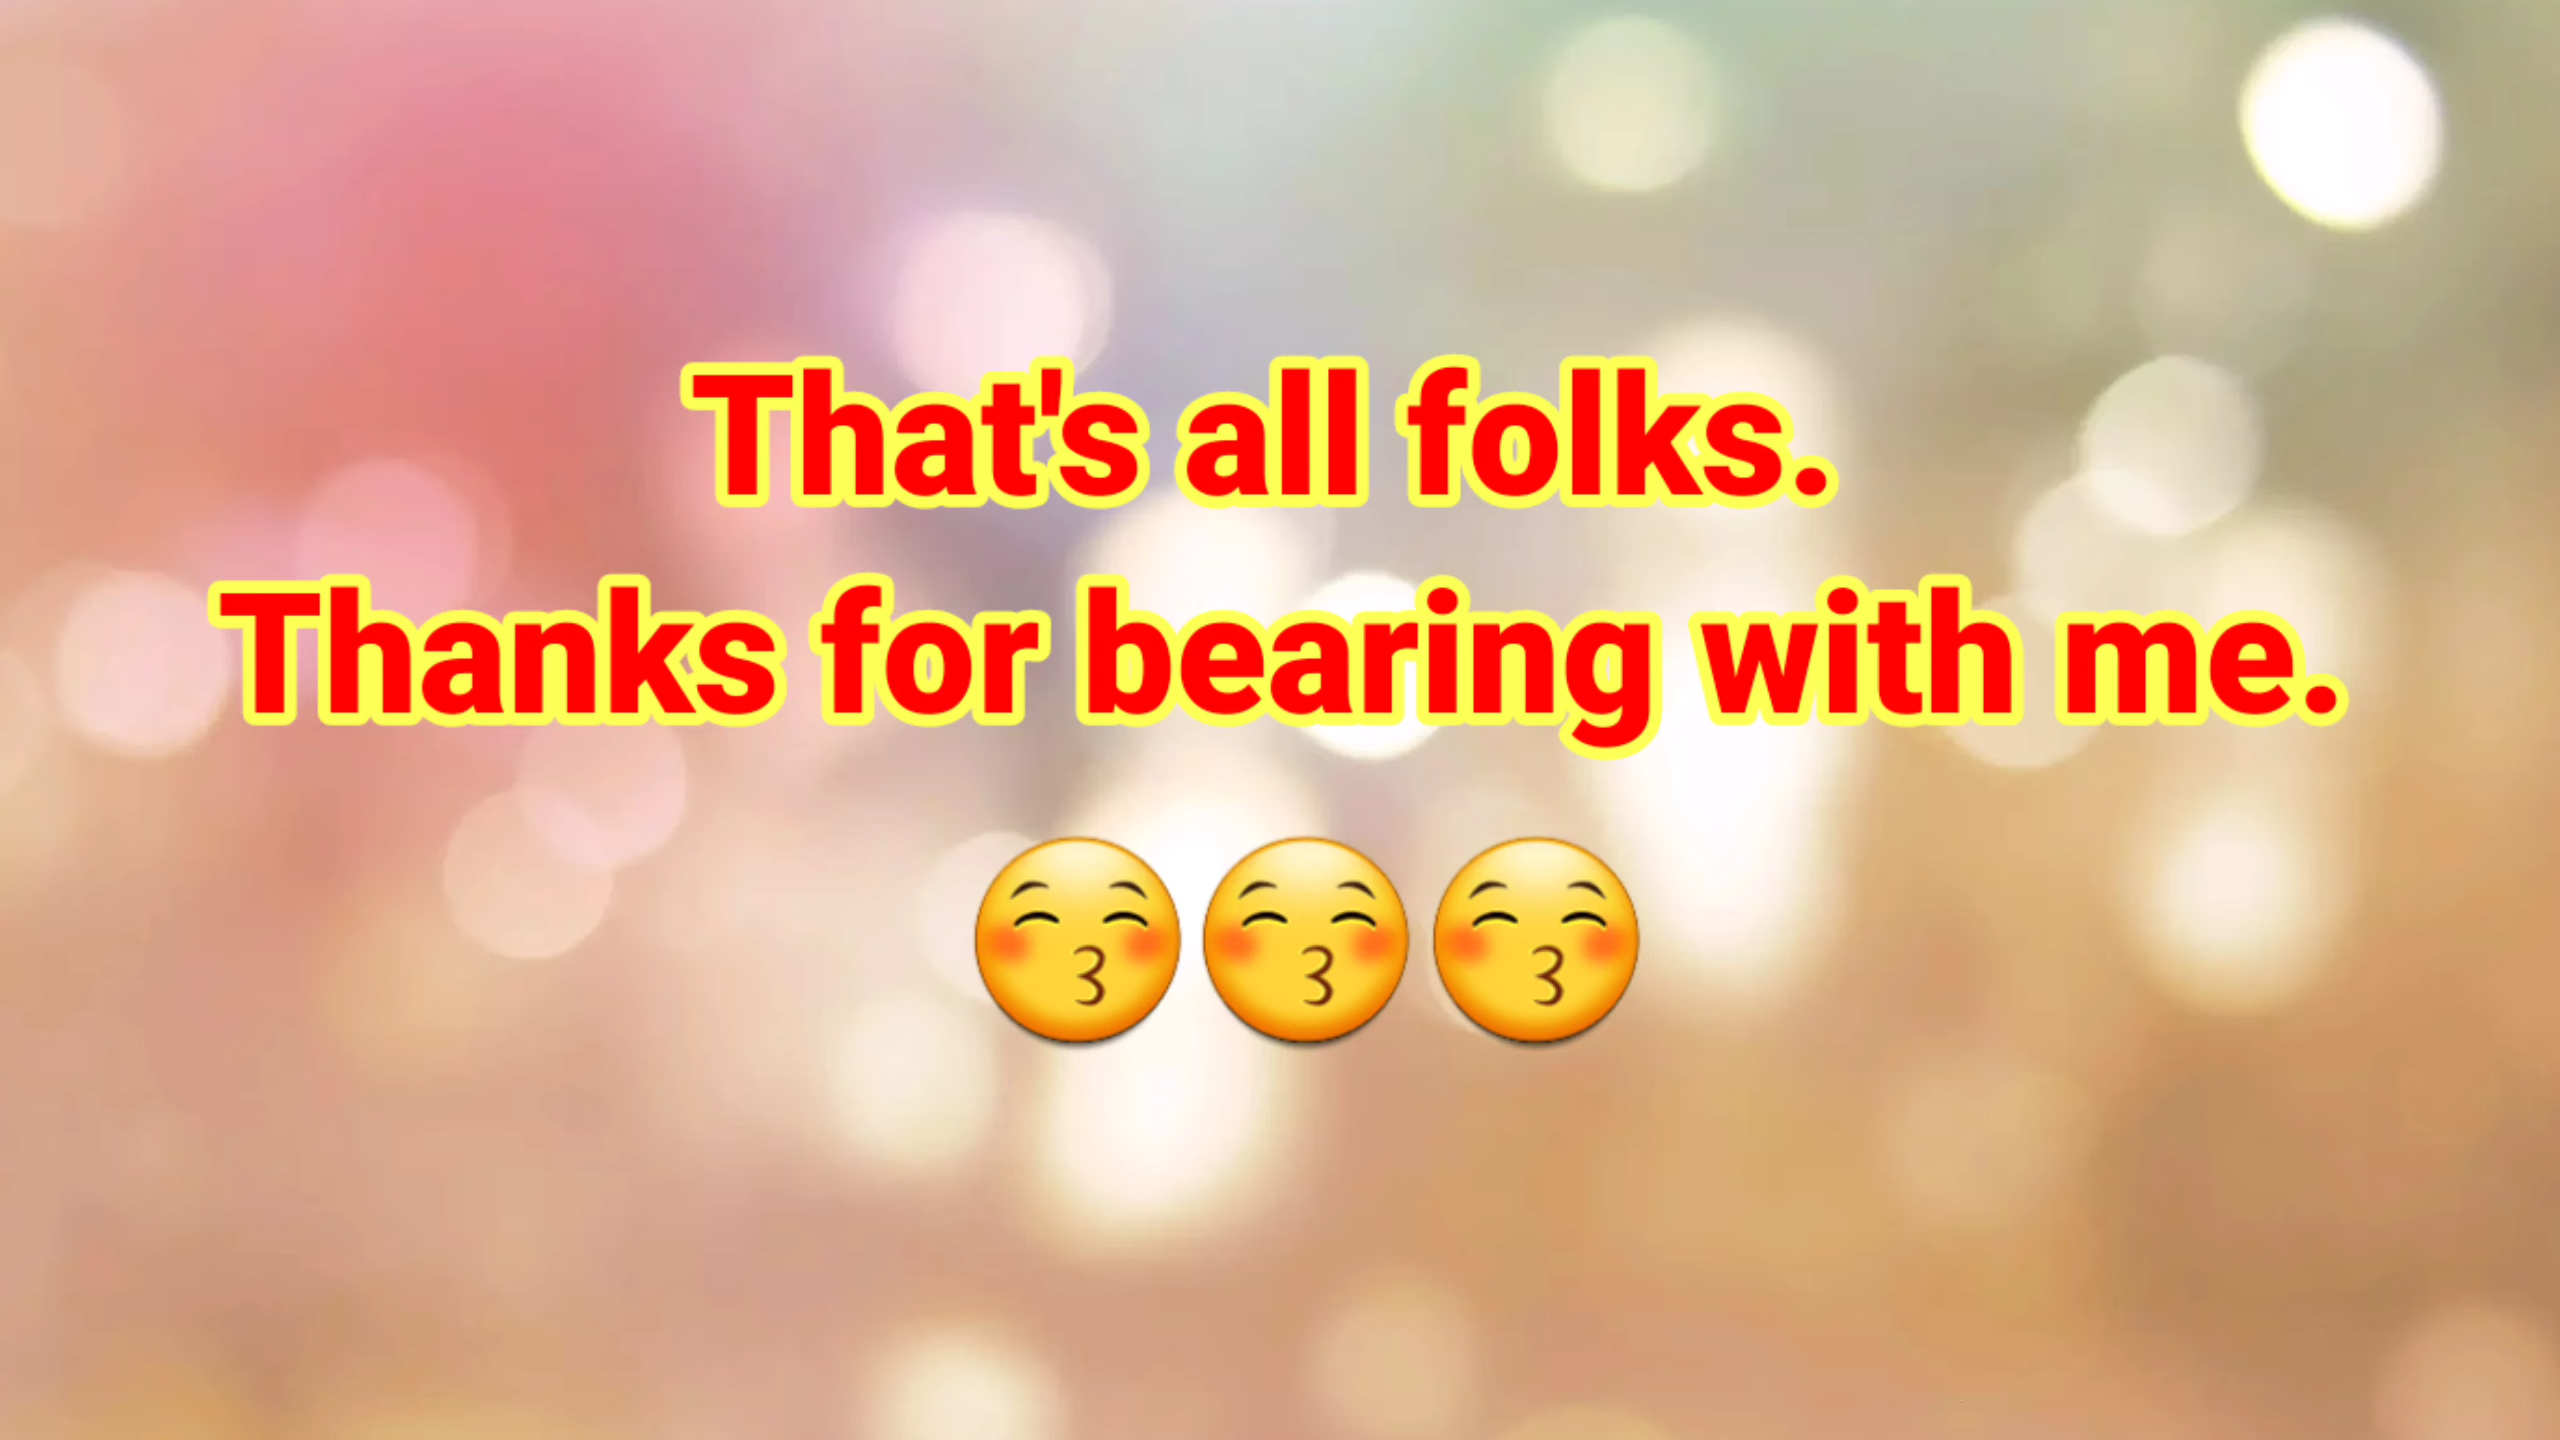 That's all folks.
Thanks for bearing with me.
😚😚😚